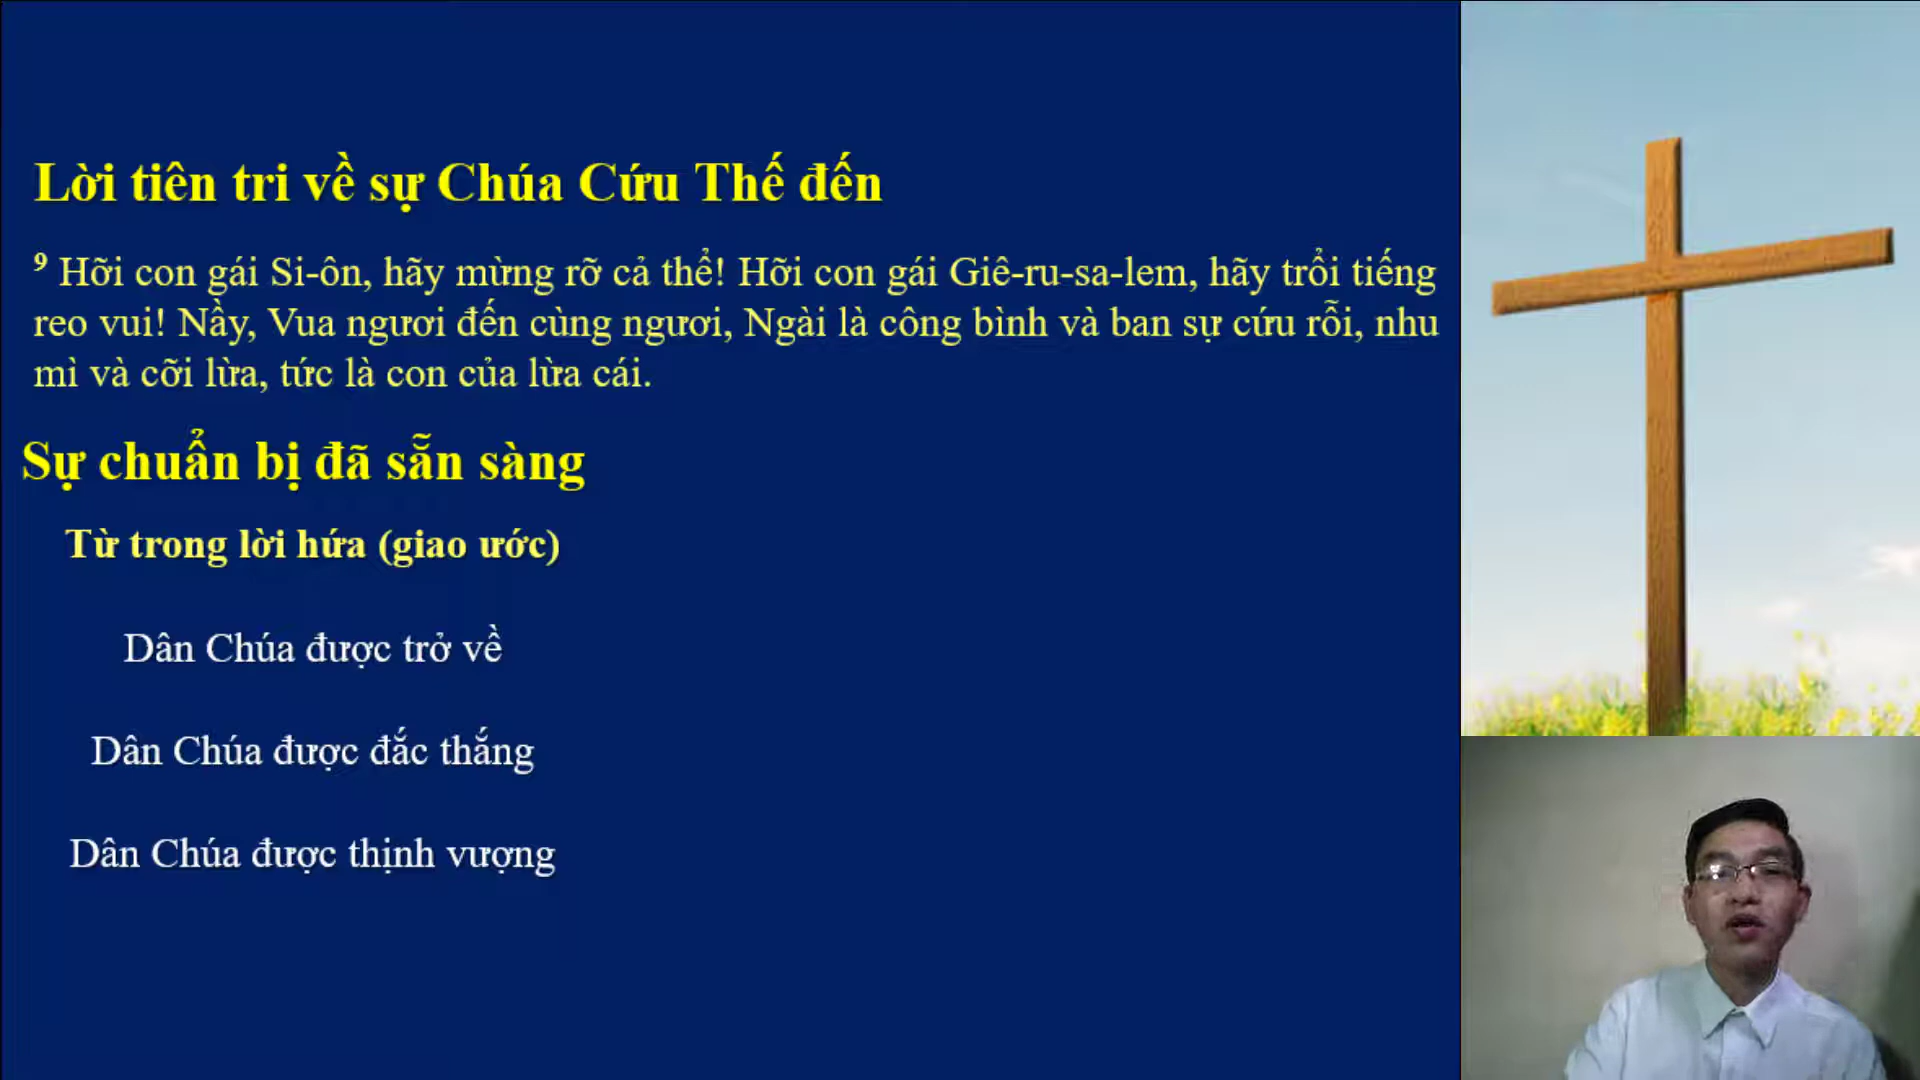 Lời tiên tri về sự Chúa Cứu Thế đến
9 Hỡi con gái Si-ôn, hãy mừng rỡ cả thể! Hỡi con gái Giê-ru-sa-lem, hãy trổi tiếng
reo vui! Nầy, Vua ngươi đến cùng ngươi, Ngài là công bình và ban sự cứu rỗi, nhu
mì và cỡi lừa, tức là con của lừa cái.
Sự chuẩn bị đã sẵn sàng
Từ trong lời hứa (giao ước)
Dân Chúa được trở về
Dân Chúa được đắc thắng
Dân Chúa được thịnh vượng